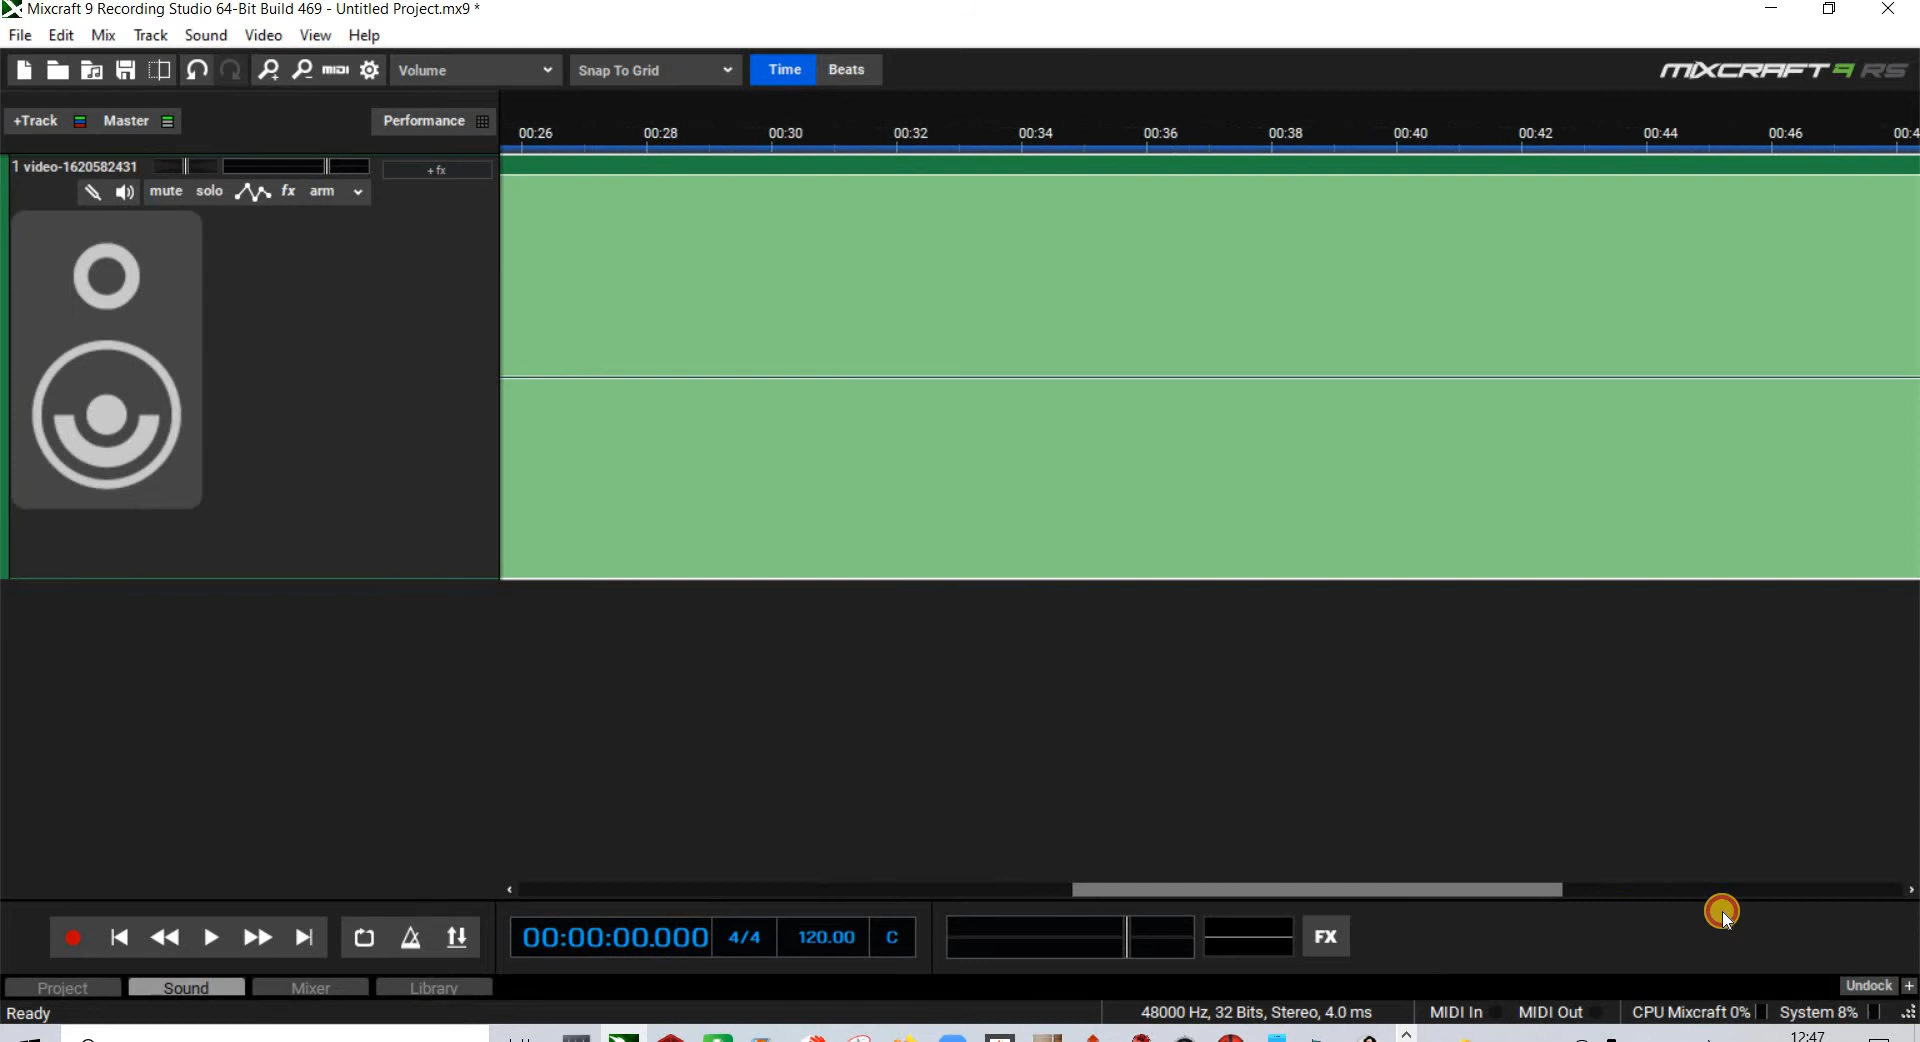 Mixcraft 9 Recording Studio 64-Bit Build 469 - Untitled Project.mx9 *
File Edit Mix Track Sound Video View Help
MIDI Volume Snap To Grid Time Beats MIXCRAFT 9 RS
+Track Master Performance
00:26 00:28 00:30 00:32 00:34 00:36 00:38 00:40 00:42 00:44 00:46 00:4
1 video-1620582431 +fx
mute solo fx arm
00:00:00.000 4/4 120.00 C FX
Project Sound Mixer Library Undock +
Ready 48000 Hz, 32 Bits, Stereo, 4.0 ms MIDI In MIDI Out CPU Mixcraft 0% System 8%
12:47